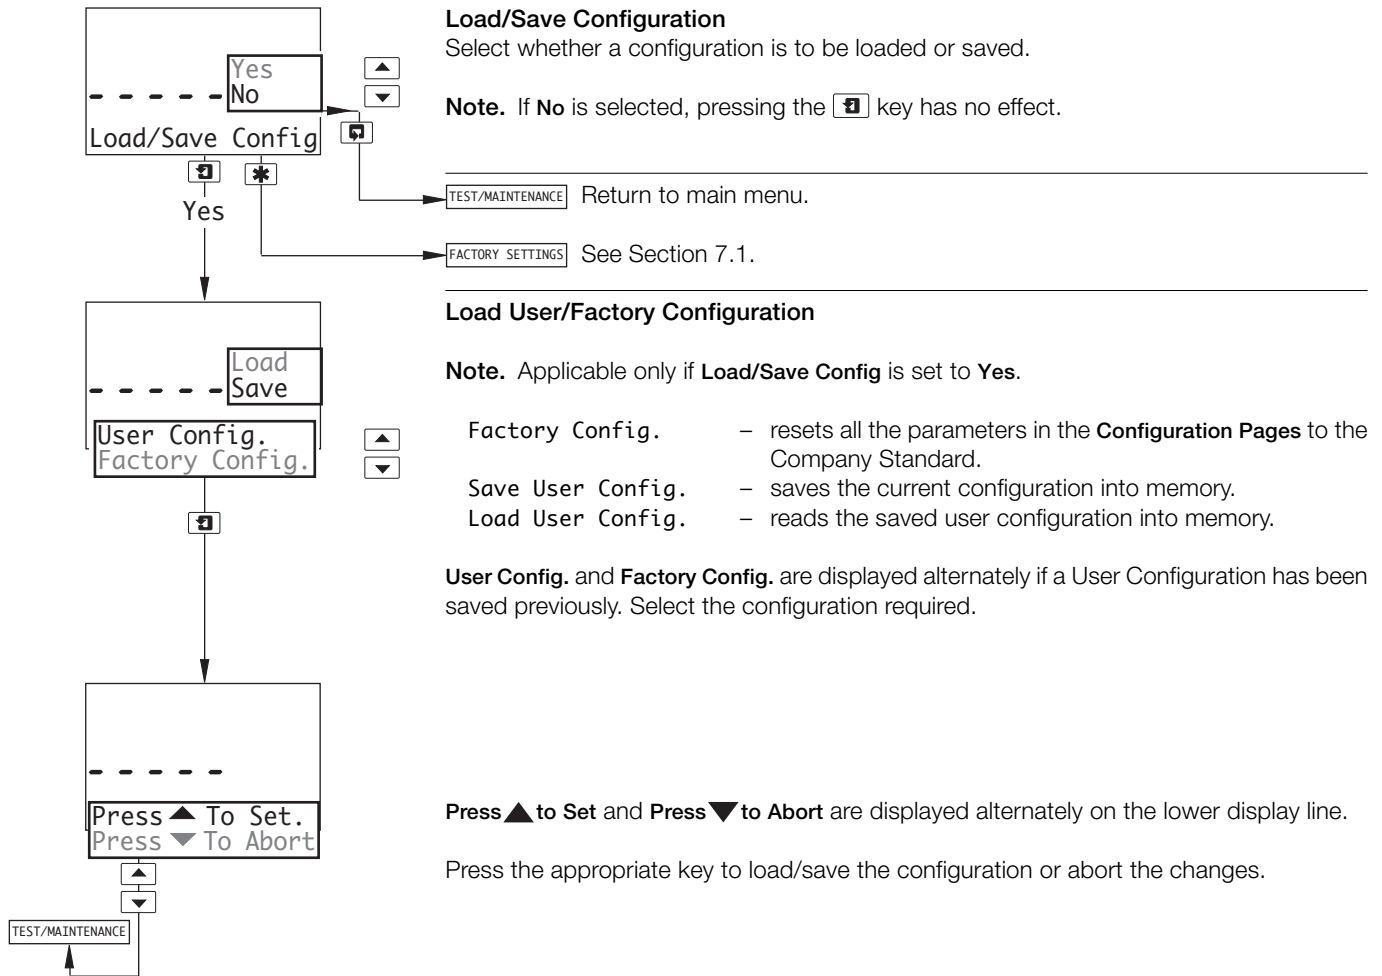 Load/Save Configuration
Select whether a configuration is to be loaded or saved.
Yes
No
Load/Save Config
Note. If No is selected, pressing the key has no effect.
Yes
TEST/MAINTENANCE Return to main menu.
FACTORY SETTINGS See Section 7.1.
Load User/Factory Configuration
Load
Save
User Config.
Factory Config.
Note. Applicable only if Load/Save Config is set to Yes.
Factory Config. – resets all the parameters in the Configuration Pages to the
Company Standard.
Save User Config. – saves the current configuration into memory.
Load User Config. – reads the saved user configuration into memory.
User Config. and Factory Config. are displayed alternately if a User Configuration has been
saved previously. Select the configuration required.
Press ▲ To Set.
Press ▼ To Abort
Press ▲ to Set and Press ▼ to Abort are displayed alternately on the lower display line.
Press the appropriate key to load/save the configuration or abort the changes.
TEST/MAINTENANCE